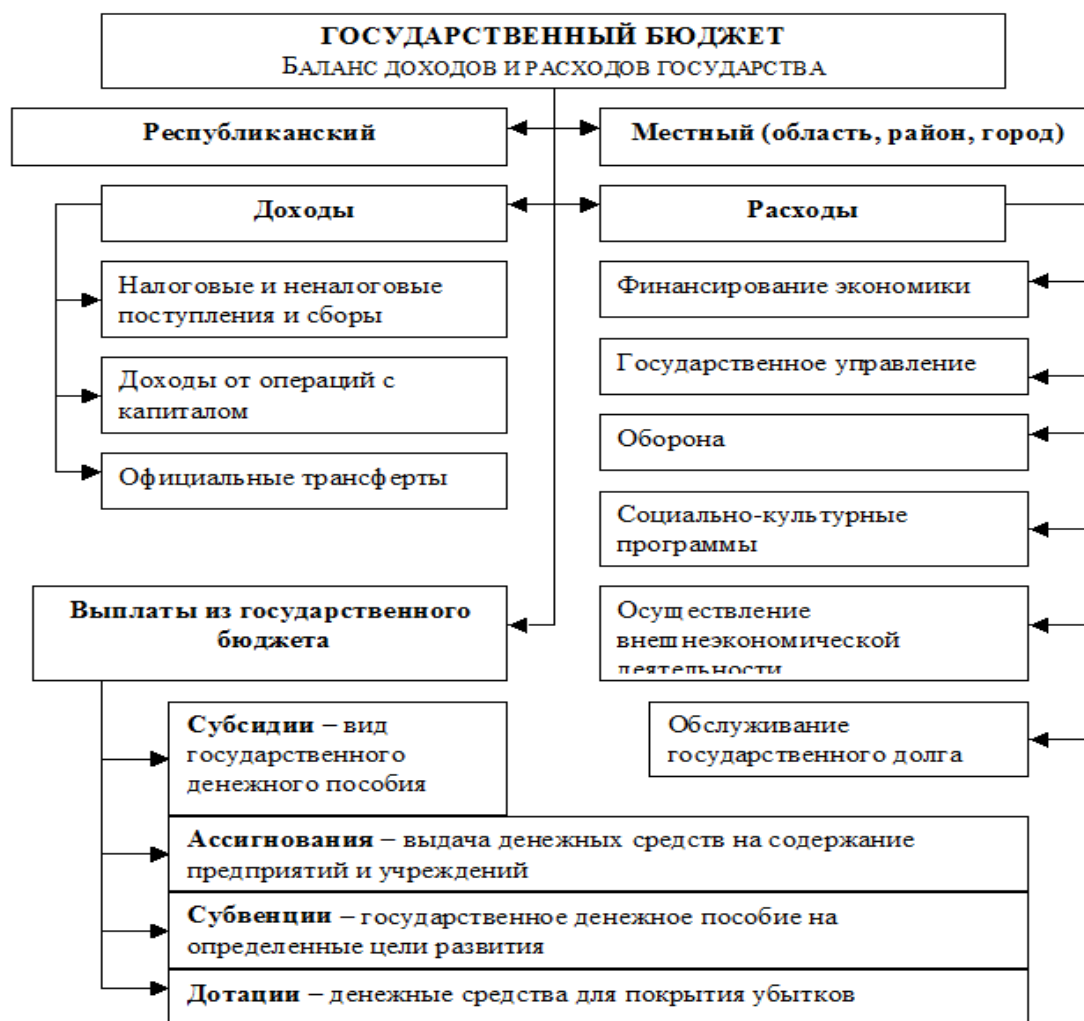 ГОСУДАРСТВЕННЫЙ БЮДЖЕТ
БАЛАНС ДОХОДОВ И РАСХОДОВ ГОСУДАРСТВА
Республиканский
Местный (область, район, город)
Доходы
Расходы
Налоговые и неналоговые
поступления и сборы
Доходы от операций с
капиталом
Официальные трансферты
Финансирование экономики
Государственное управление
Оборона
Социально-культурные
программы
Осуществление
внешнеэкономической
деятельности
Обслуживание
государственного долга
Выплаты из государственного
бюджета
Субсидии – вид
государственного
денежного пособия
Ассигнования – выдача денежных средств на содержание
предприятий и учреждений
Субвенции – государственное денежное пособие на
определенные цели развития
Дотации – денежные средства для покрытия убытков